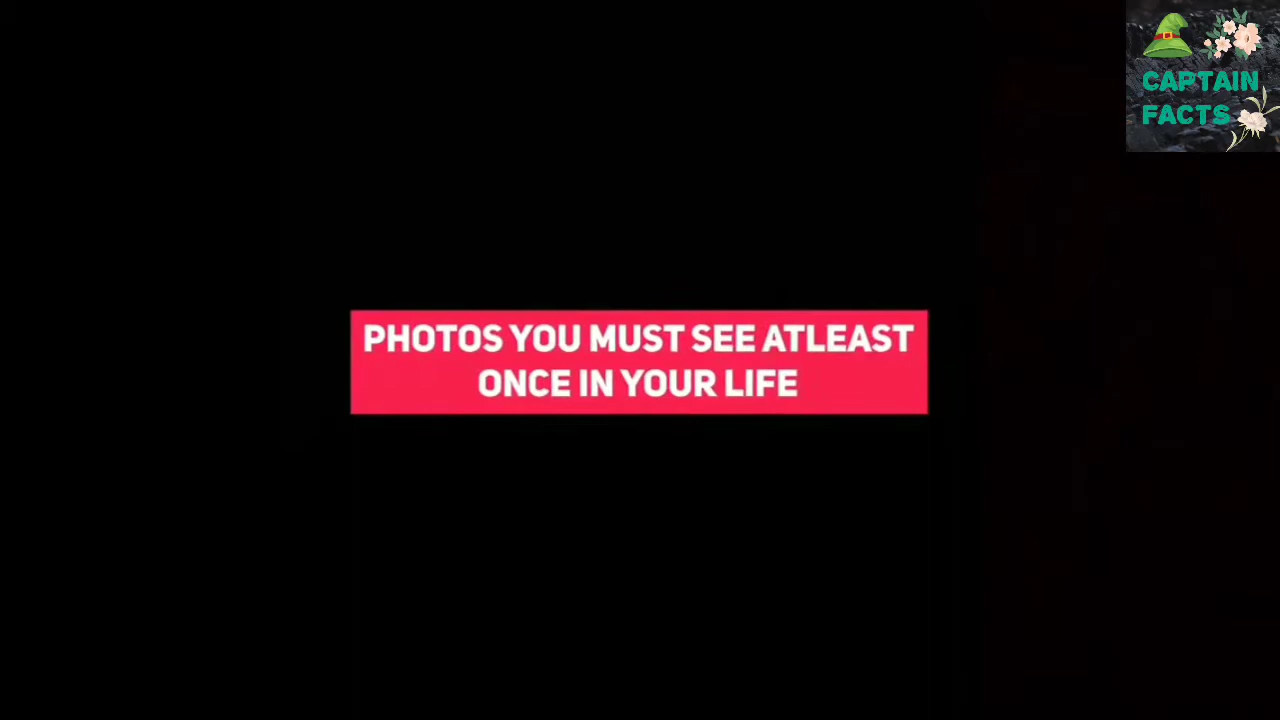 CAPTAIN
FACTS
PHOTOS YOU MUST SEE ATLEAST
ONCE IN YOUR LIFE